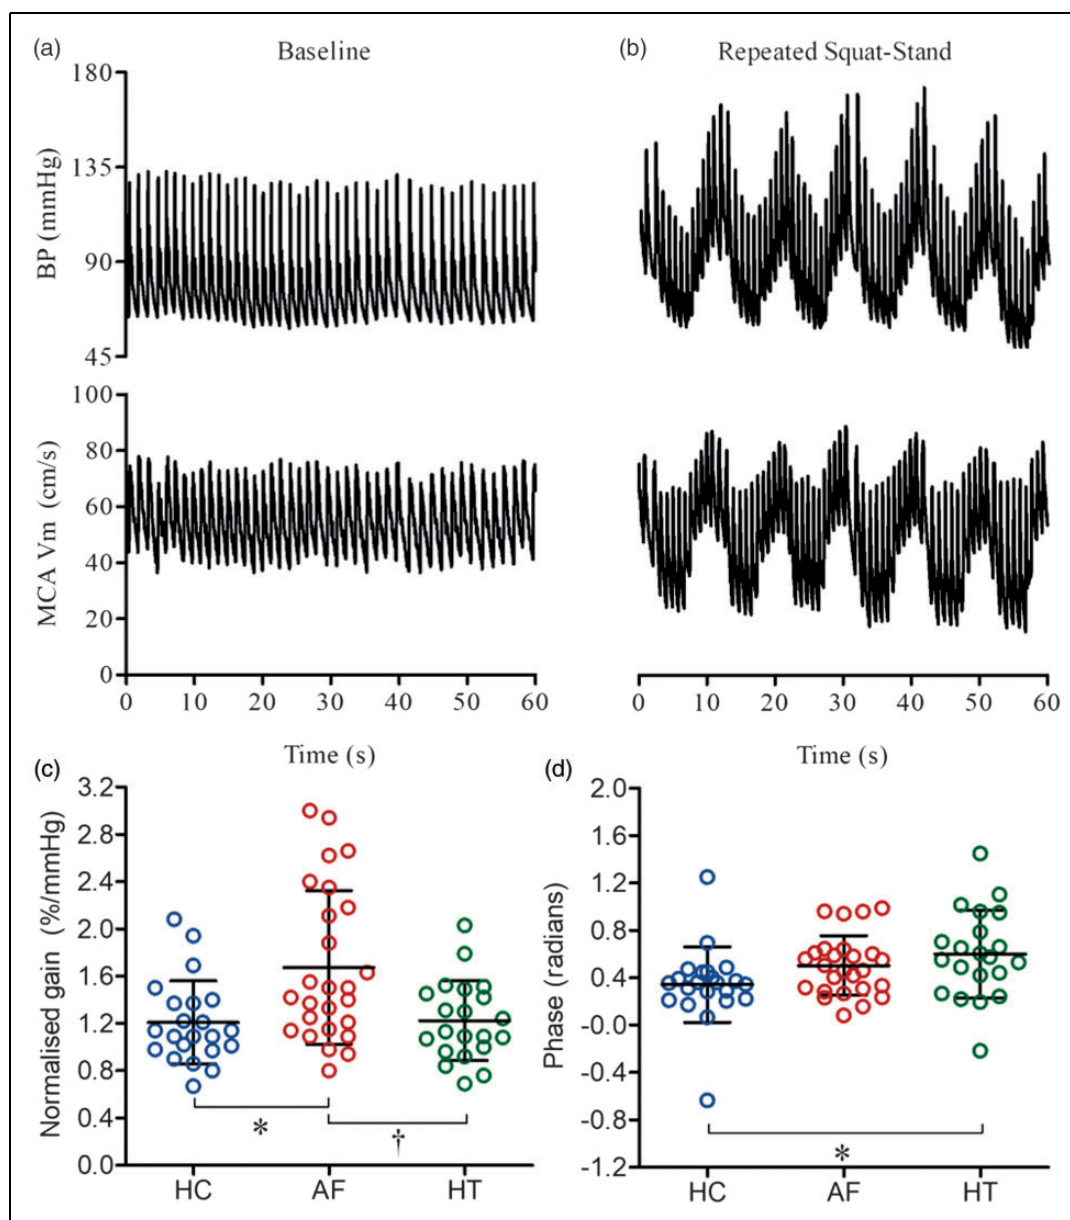 (a) Baseline
(b) Repeated Squat-Stand
BP (mmHg)
180
135
90
45
MCA Vm (cm/s)
100
80
60
40
20
0
0 10 20 30 40 50 60
0 10 20 30 40 50 60
Time (s)
Time (s)
(c)
Normalised gain (%/mmHg)
3.2
2.8
2.4
2.0
1.6
1.2
0.8
0.4
0.0
* †
HC AF HT
(d)
Phase (radians)
2.0
1.6
1.2
0.8
0.4
-0.0
-0.4
-0.8
-1.2
*
HC AF HT